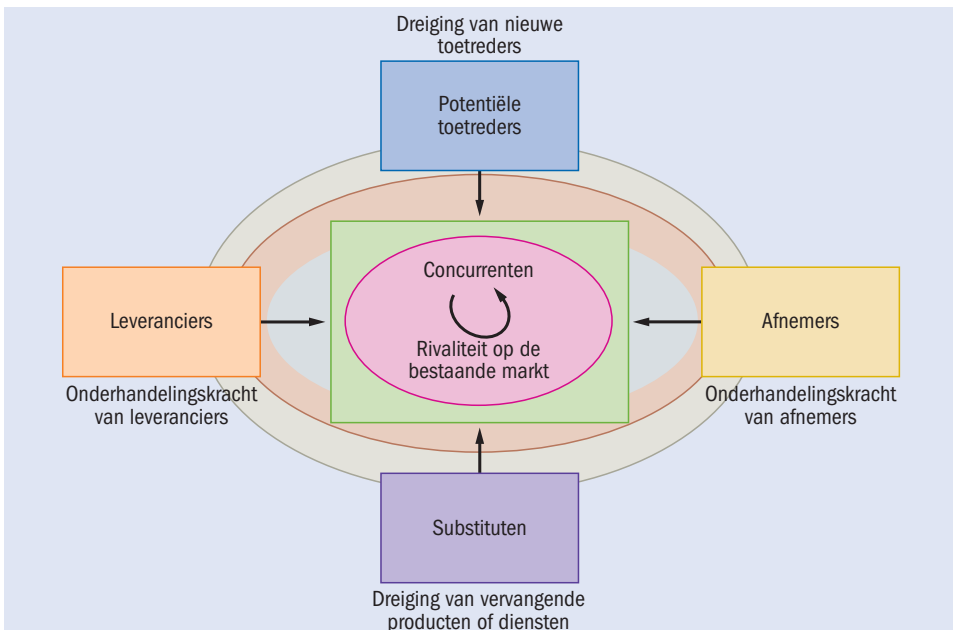 Dreiging van nieuwe
toetreders
Potentiële
toetreders
Concurrenten
Rivaliteit op de
bestaande markt
Leveranciers
Onderhandelingskracht
van leveranciers
Afnemers
Onderhandelingskracht
van afnemers
Substituten
Dreiging van vervangende
producten of diensten